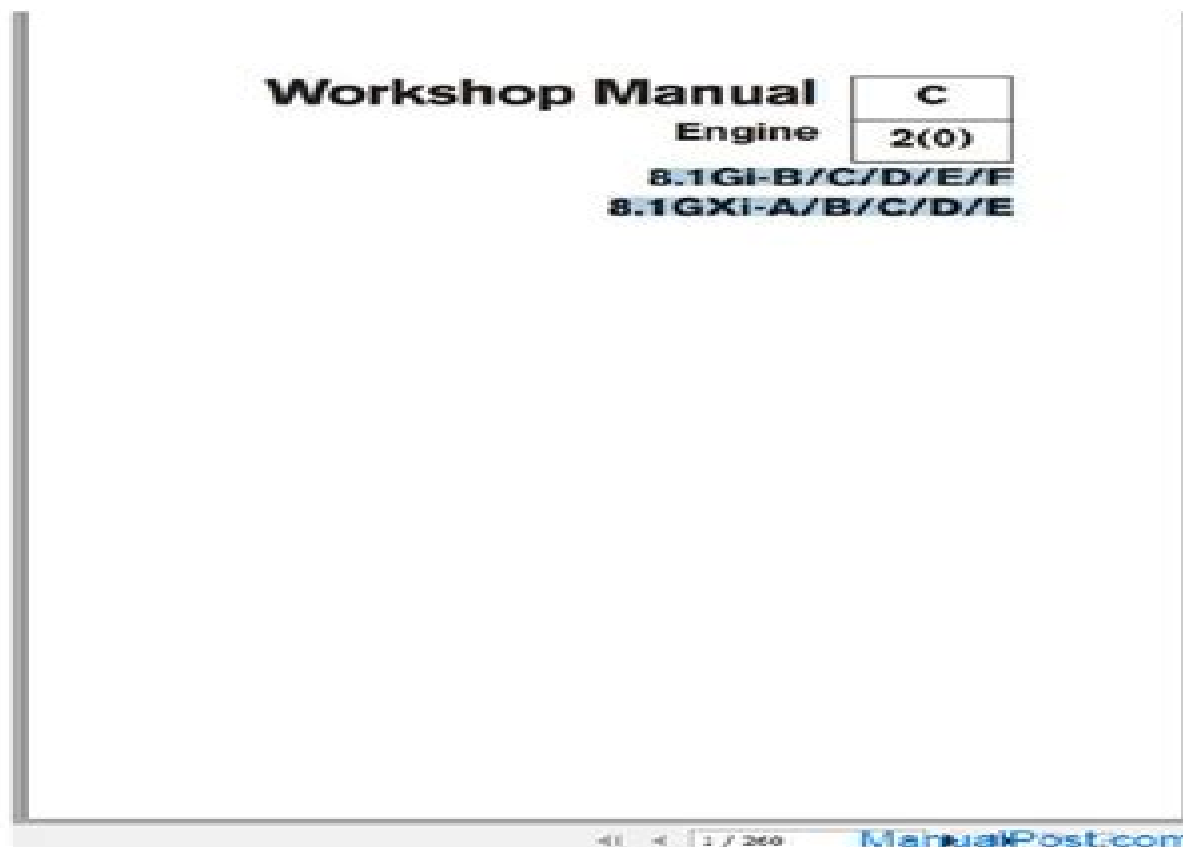 Workshop Manual C
Engine 2(0)
8.1Gi-B/C/D/E/F
8.1GXi-A/B/C/D/E
1 / 260
ManualPost.com